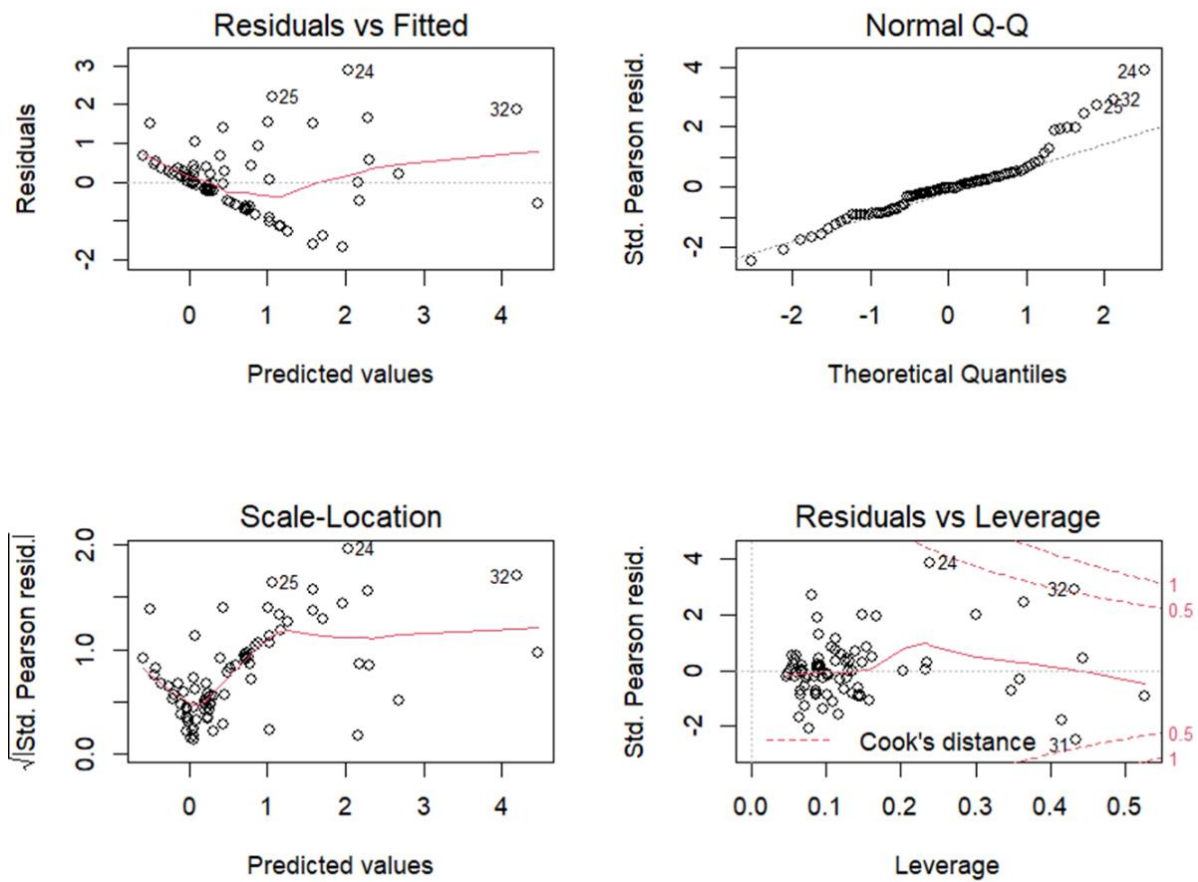 Residuals vs Fitted
Residuals
3
2
1
0
-2
24
25
32
0 1 2 3 4
Predicted values
Normal Q-Q
Std. Pearson resid.
4
2
0
-2
24
32
25
-2 -1 0 1 2
Theoretical Quantiles
Scale-Location
√|Std. Pearson resid.|
2.0
1.0
0.0
24
25
32
0 1 2 3 4
Predicted values
Residuals vs Leverage
Std. Pearson resid.
4
2
0
-2
24
32
31
1
0.5
0.5
1
Cook's distance
0.0 0.1 0.2 0.3 0.4 0.5
Leverage